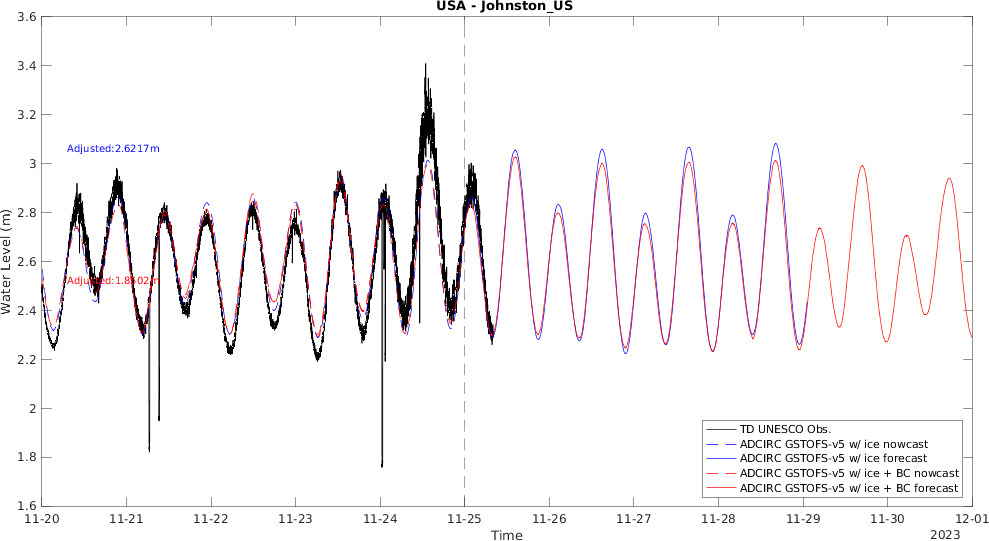 USA - Johnston_US
3.6
3.4
3.2
3
2.8
2.6
2.4
2.2
2
1.8
1.6
Water Level (m)
Adjusted:2.6217m
Adjusted:1.8502m
TD UNESCO Obs.
ADCIRC GSTOFS-v5 w/ ice nowcast
ADCIRC GSTOFS-v5 w/ ice forecast
ADCIRC GSTOFS-v5 w/ ice + BC nowcast
ADCIRC GSTOFS-v5 w/ ice + BC forecast
11-20 11-21 11-22 11-23 11-24 11-25 11-26 11-27 11-28 11-29 11-30 12-01
Time
2023